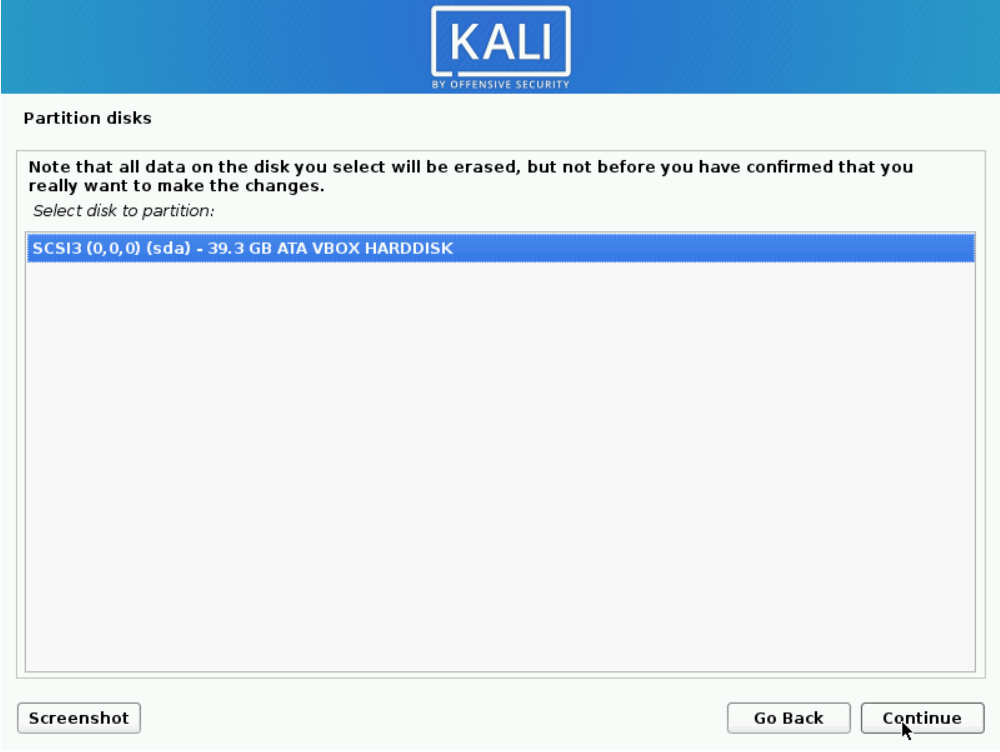 KALI
BY OFFENSIVE SECURITY
Partition disks
Note that all data on the disk you select will be erased, but not before you have confirmed that you
really want to make the changes.
Select disk to partition:
SCSI3 (0,0,0) (sda) - 39.3 GB ATA VBOX HARDDISK
Screenshot
Go Back
Continue